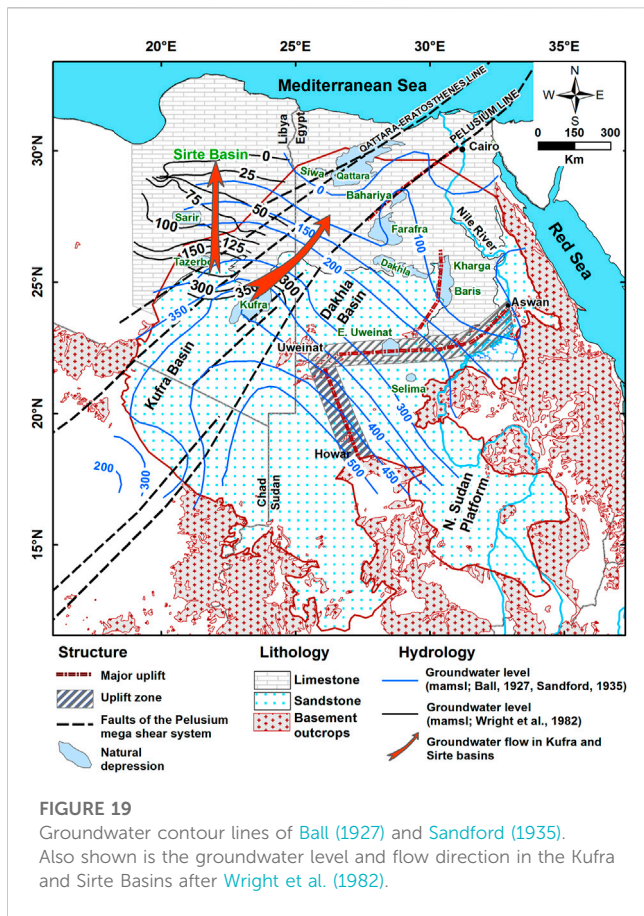 20°E 25°E 30°E 35°E
Mediterranean Sea
N
W E
S
0 150 300
Km
QATTARA-ERATOSTHENES LINE
PELUSIUM LINE
Libya
Egypt
30°N
Sirte Basin
0
25
Siwa
Qattara
Cairo
0
75
50
Bahariya
Sarir
100
150
100
Farafra
Nile River
Red Sea
150
125
200
Tazerbo
Dakhla
Kharga
25°N
300
350
300
Baris
350
Kufra
Dakhla
Basin
Aswan
E. Uweinat
Uweinat
Kufra Basin
Selima
20°N
300
400
200
300
Howar
500
450
Chad
Sudan
N. Sudan
Platform
15°N
Structure
Major uplift
Uplift zone
Faults of the Pelusium
mega shear system
Natural
depression
Lithology
Limestone
Sandstone
Basement
outcrops
Hydrology
Groundwater level
(mamsl; Ball, 1927, Sandford, 1935)
Groundwater level
(mamsl; Wright et al., 1982)
Groundwater flow in Kufra and
Sirte basins
FIGURE 19
Groundwater contour lines of Ball (1927) and Sandford (1935).
Also shown is the groundwater level and flow direction in the Kufra
and Sirte Basins after Wright et al. (1982).